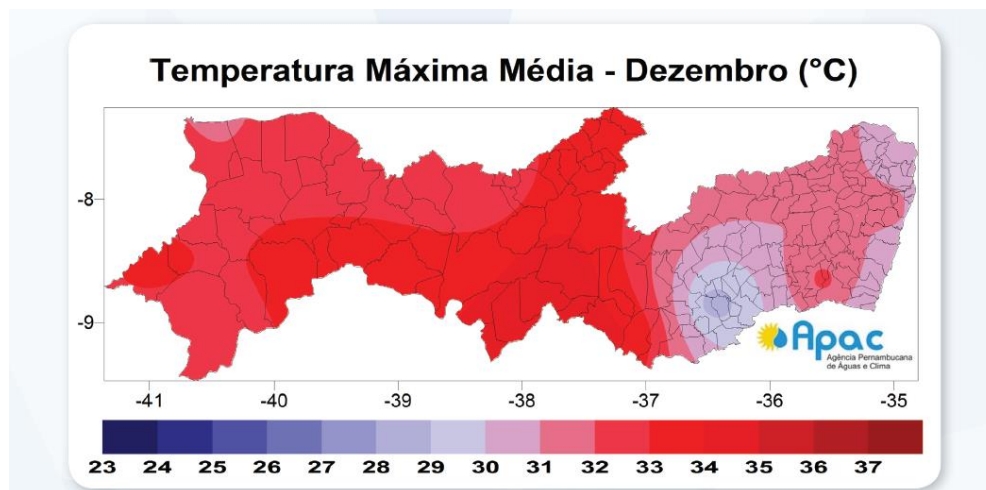 Temperatura Máxima Média - Dezembro (°C)
-8
-9
Apac
Agência Pernambucana
de Águas e Clima
-41 -40 -39 -38 -37 -36 -35
23 24 25 26 27 28 29 30 31 32 33 34 35 36 37